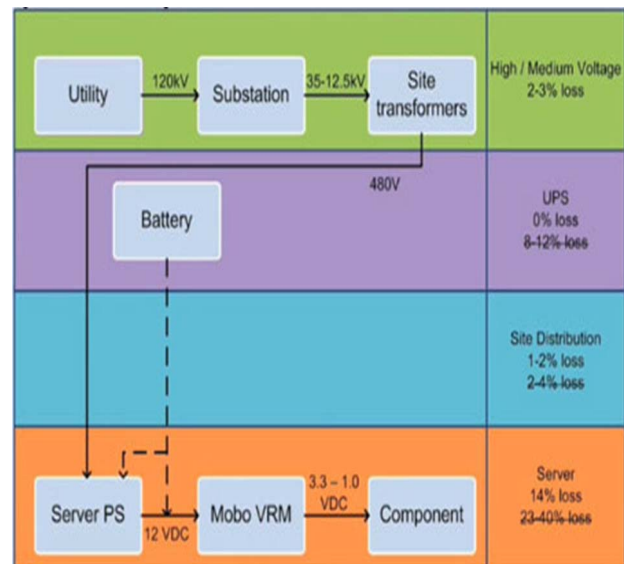 Utility
120kV
Substation
35-12.5kV
Site
transformers
High / Medium Voltage
2-3% loss
480V
Battery
UPS
0% loss
8-12% loss
Site Distribution
1-2% loss
2-4% loss
Server PS
12 VDC
Mobo VRM
3.3 – 1.0
VDC
Component
Server
14% loss
23-40% loss